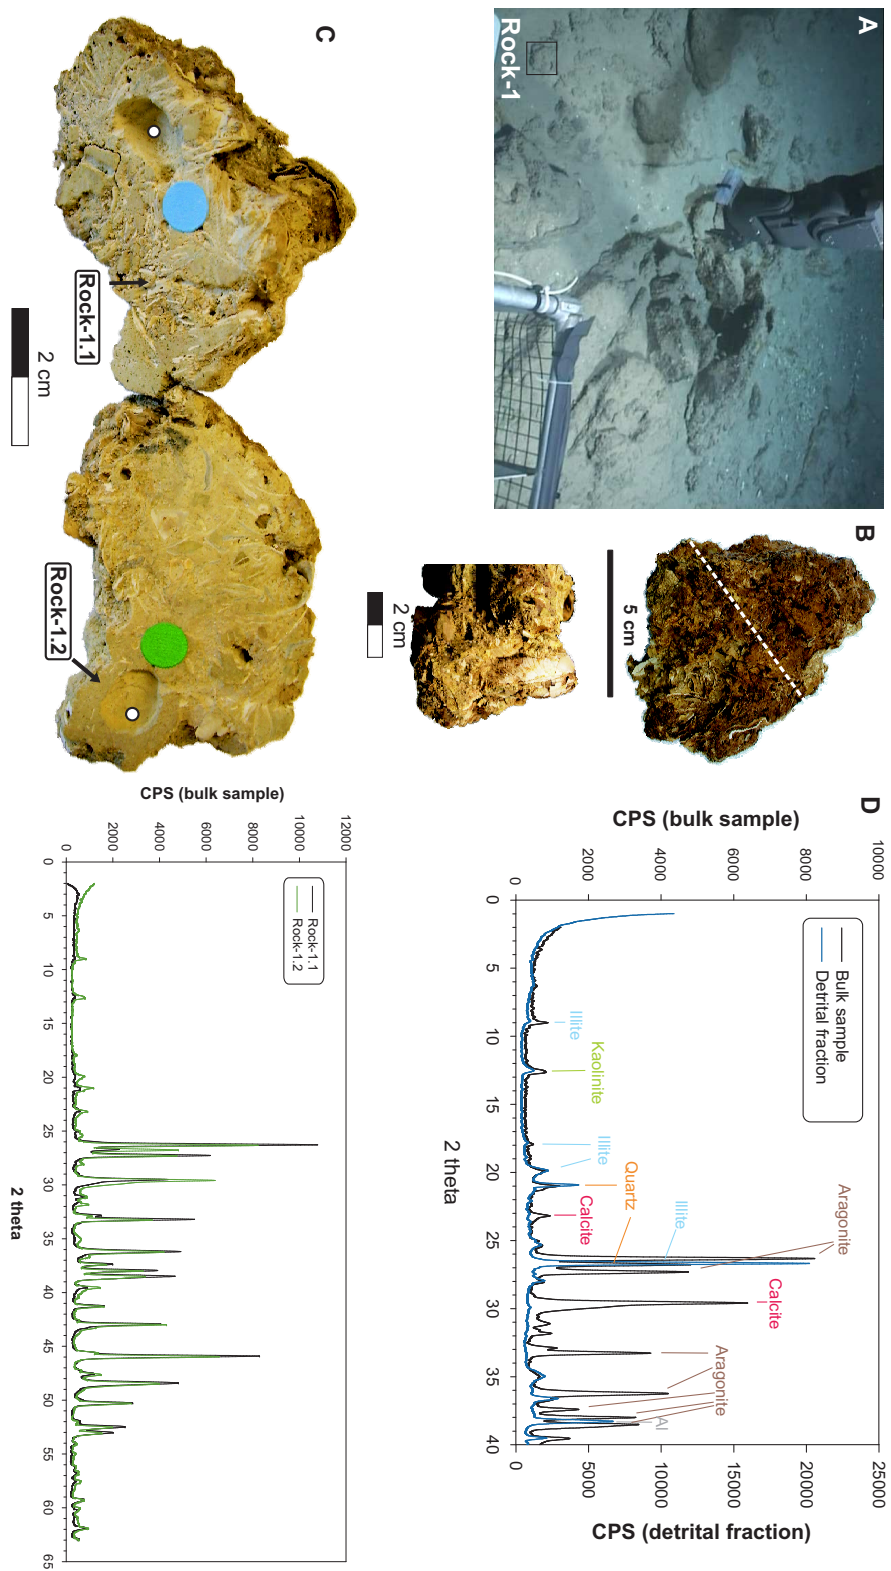 A
Rock-1
B
5 cm
2 cm
C
Rock-1.1
Rock-1.2
2 cm
D
CPS (bulk sample)
0
2000
4000
6000
8000
10000
Bulk sample
Detrital fraction
Illite
Kaolinite
Illite
Quartz
Calcite
Illite
Aragonite
Calcite
Aragonite
Al
0
5
10
15
20
25
30
35
40
2 theta
0
5000
10000
15000
20000
25000
CPS (detrital fraction)
CPS (bulk sample)
0
2000
4000
6000
8000
10000
12000
Rock-1.1
Rock-1.2
0
5
10
15
20
25
30
35
40
45
50
55
60
65
2 theta